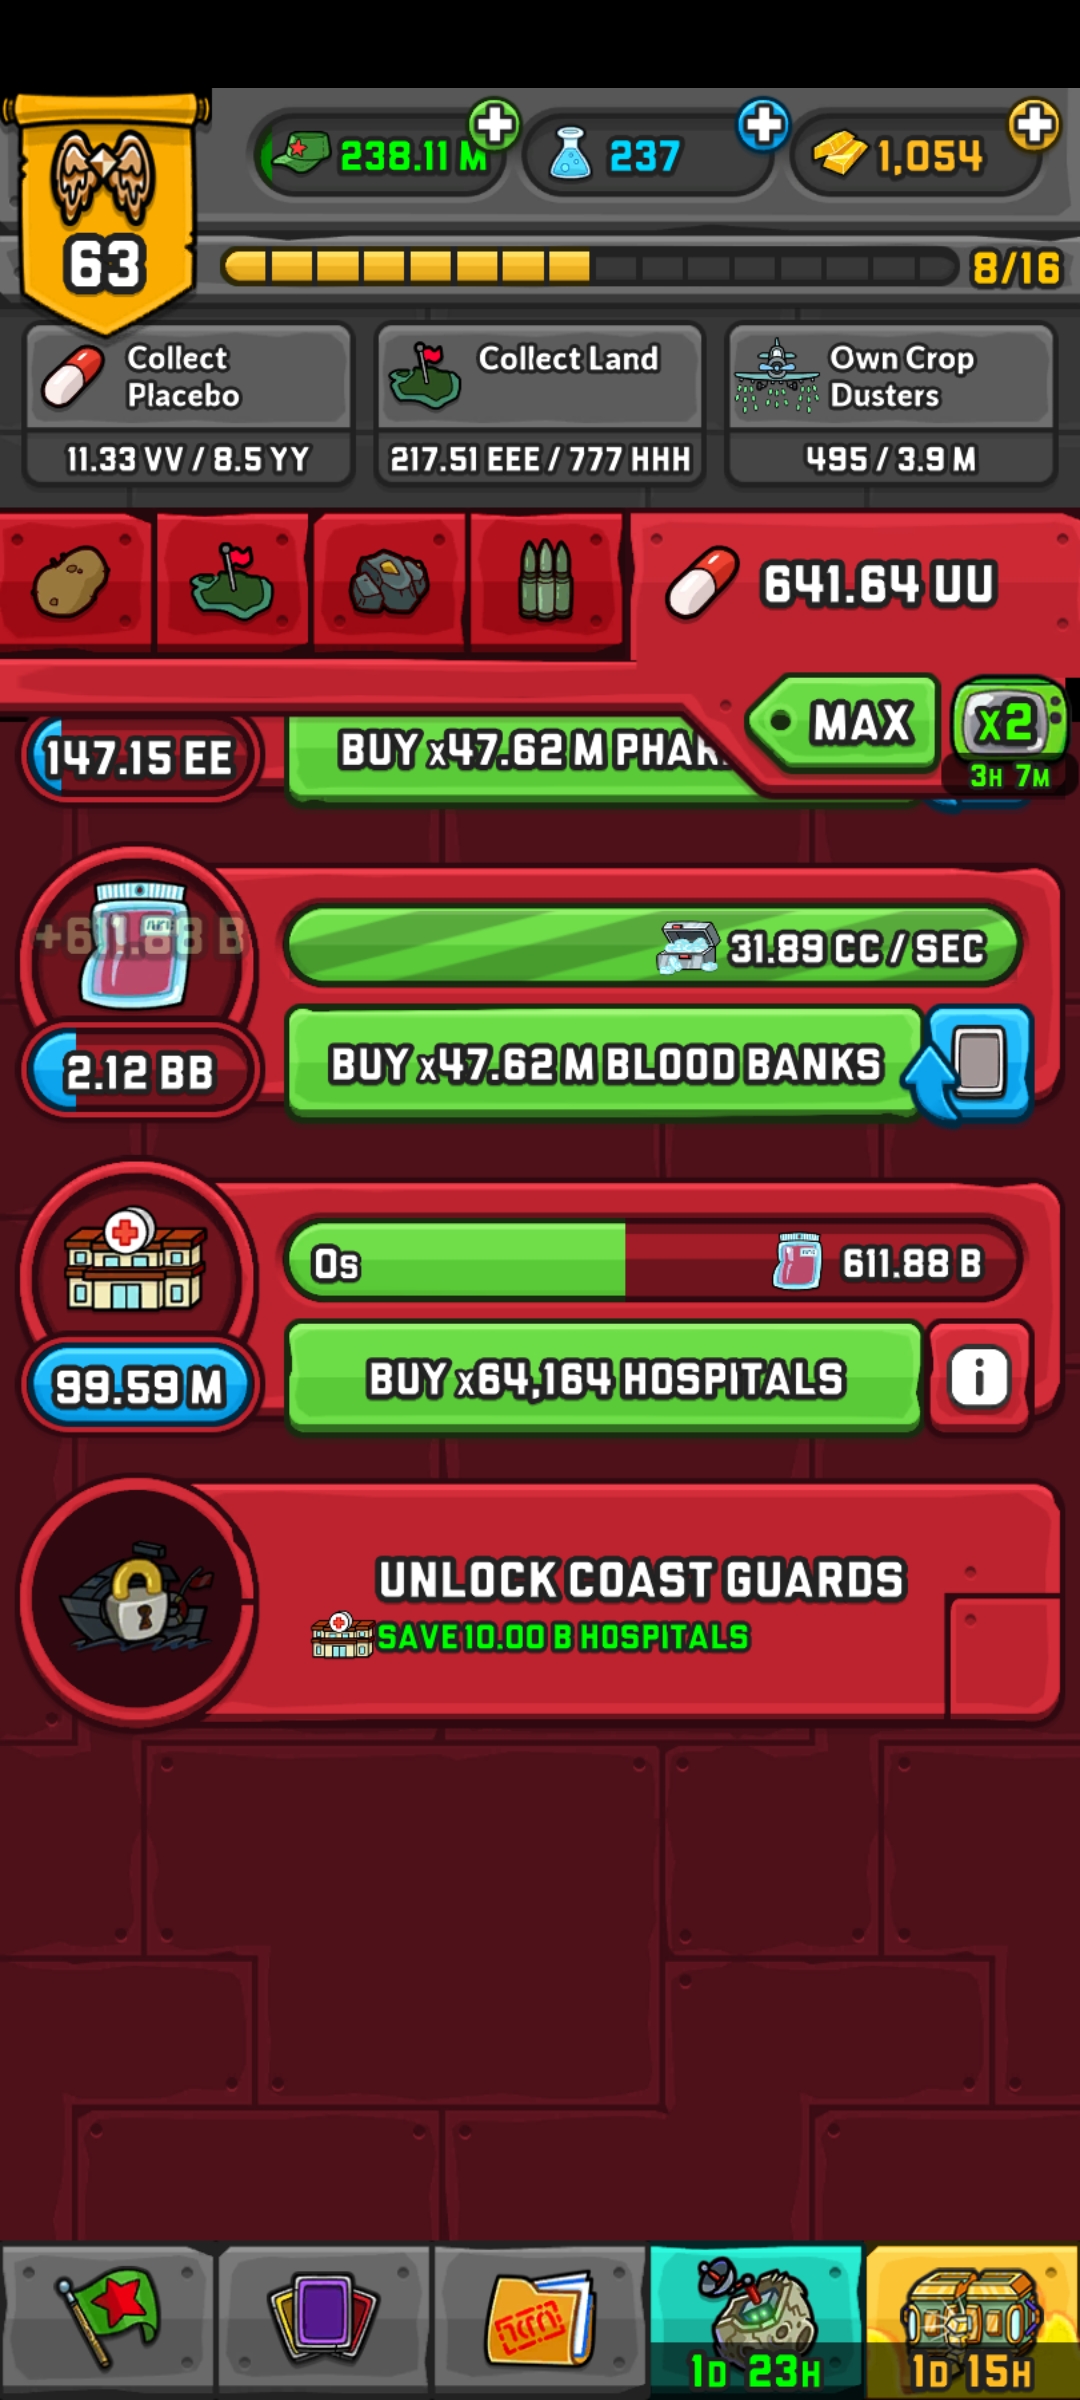 238.11 M
237
1,054
63
8/16
Collect Placebo
11.33 VV / 8.5 YY
Collect Land
217.51 EEE / 777 HHH
Own Crop Dusters
495 / 3.9 M
641.64 UU
MAX
x2
3H 7M
147.15 EE
BUY x47.62 M PHAR
+611.88 B
31.89 CC / SEC
2.12 BB
BUY x47.62 M BLOOD BANKS
0s
611.88 B
99.59 M
BUY x64,164 HOSPITALS
i
UNLOCK COAST GUARDS
SAVE 10.00 B HOSPITALS
1D 23H
1D 15H